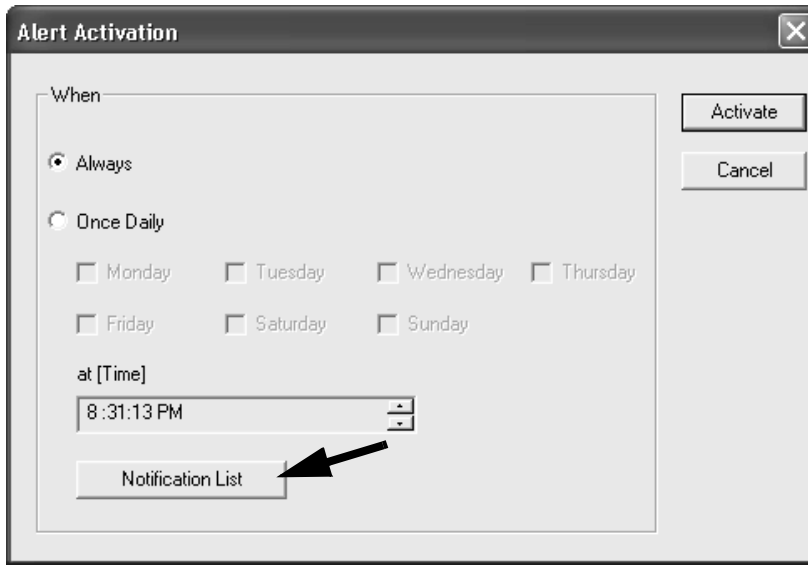 Alert Activation
When
Activate
Always
Cancel
Once Daily
Monday Tuesday Wednesday Thursday
Friday Saturday Sunday
at [Time]
8 :31:13 PM
Notification List